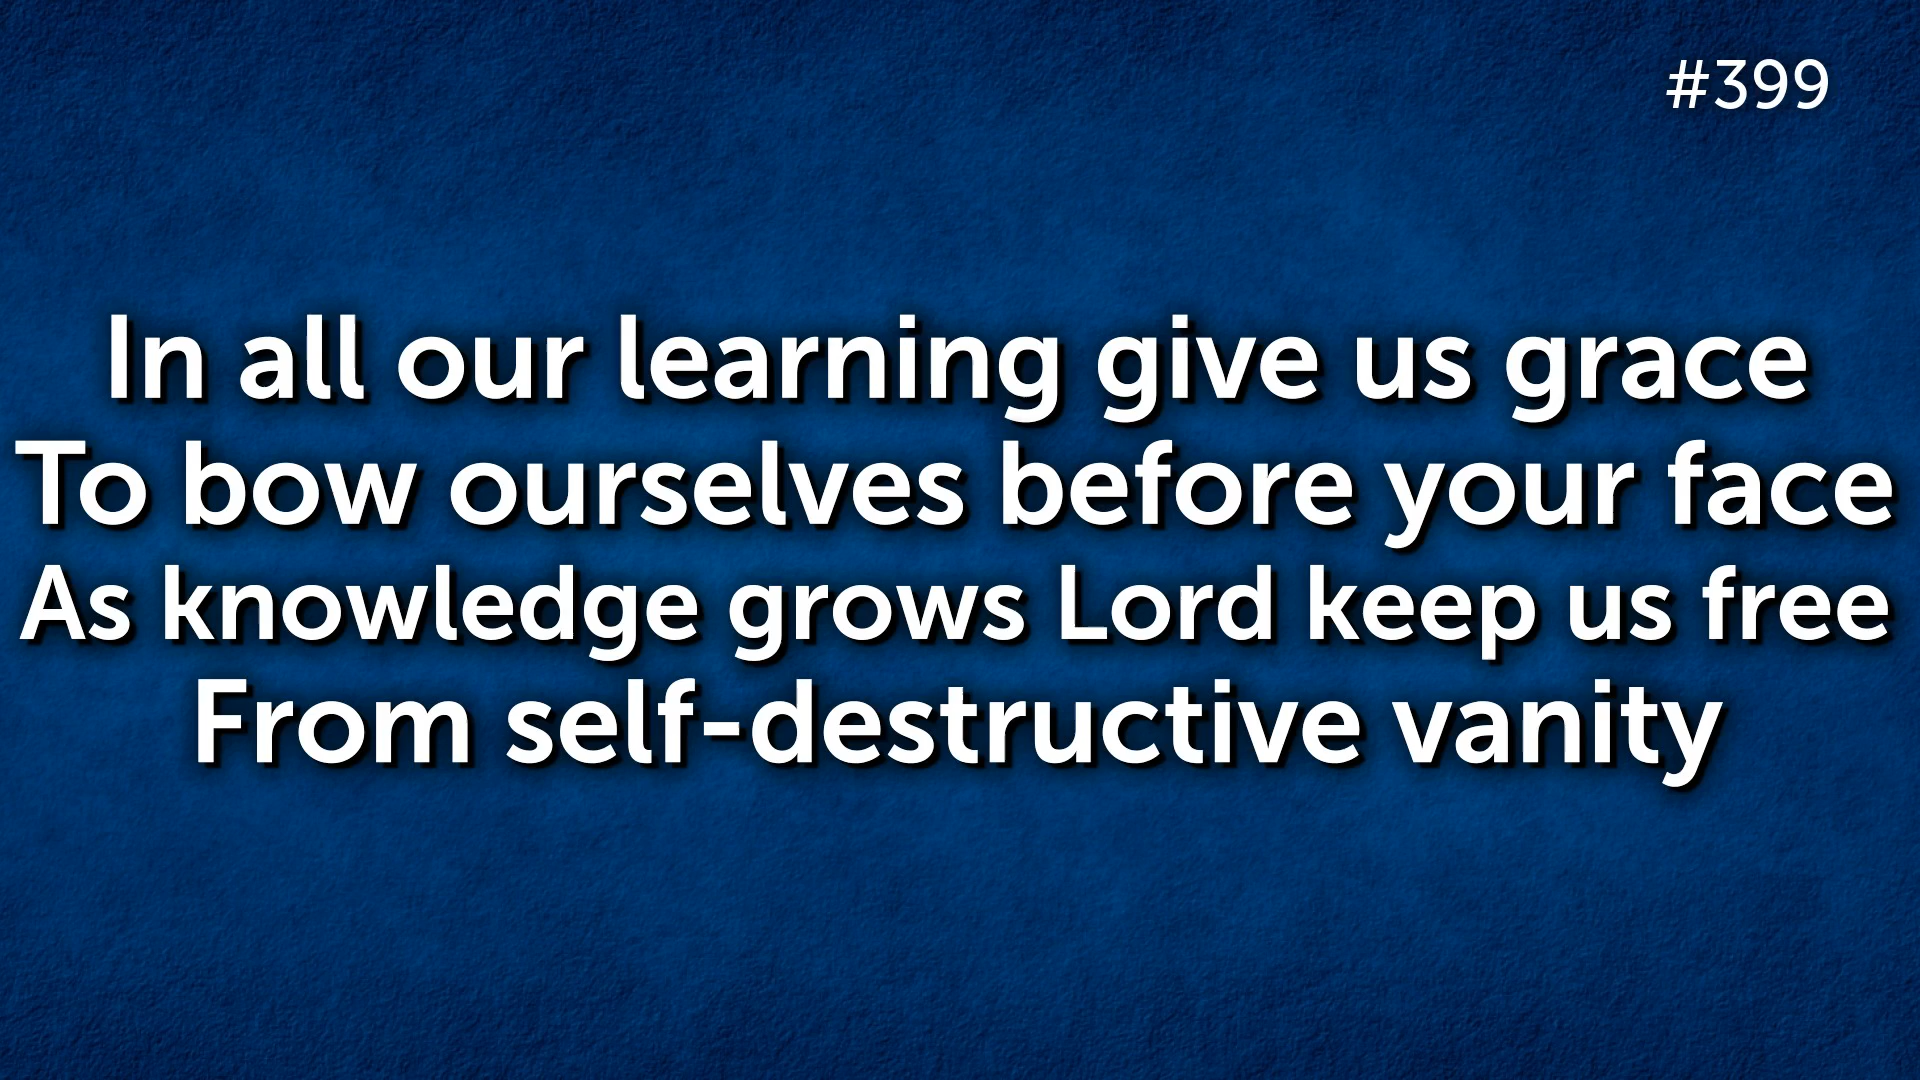 #399
In all our learning give us grace
To bow ourselves before your face
As knowledge grows Lord keep us free
From self-destructive vanity